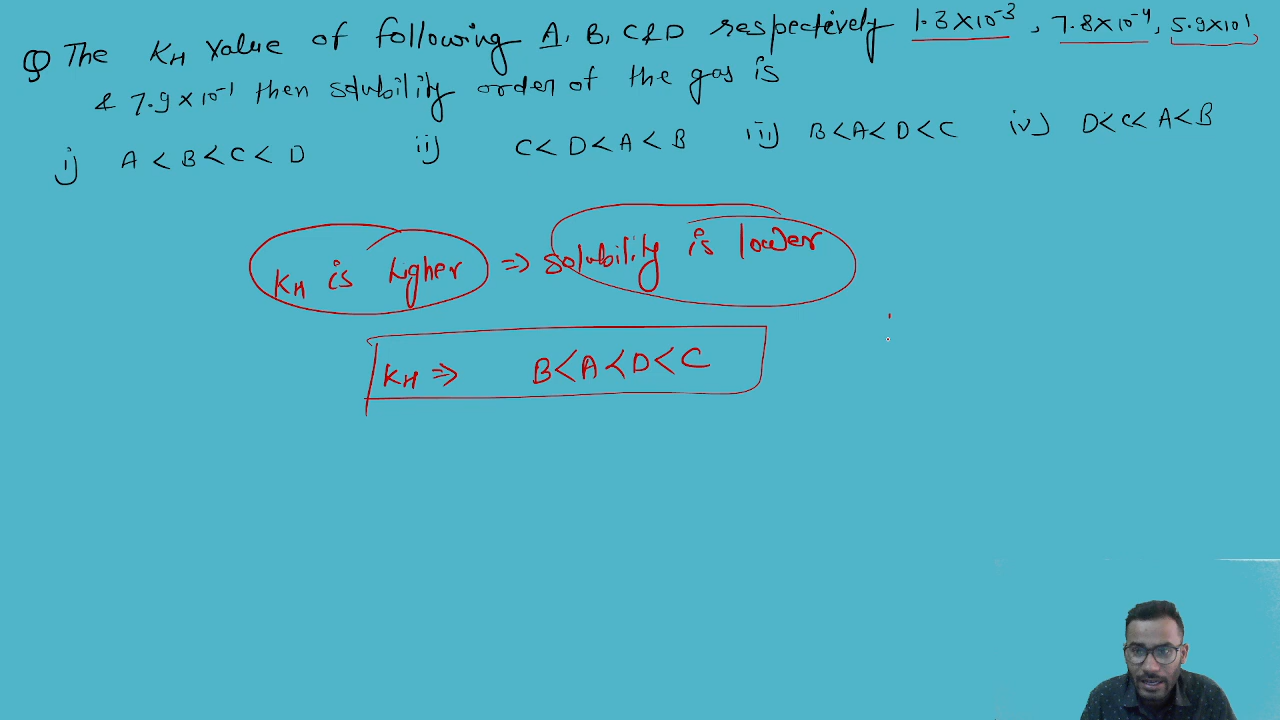 Q The KH Value of following A, B, C & D respectively 1.3×10⁻³, 7.8×10⁻⁴, 5.9×10¹
& 7.9×10⁻¹ then solubility order of the gas is
i) A < B < C < D ii) C < D < A < B iii) B < A < D < C iv) D < C < A < B
KH is higher ⇒ solubility is lower
KH ⇒ B < A < D < C